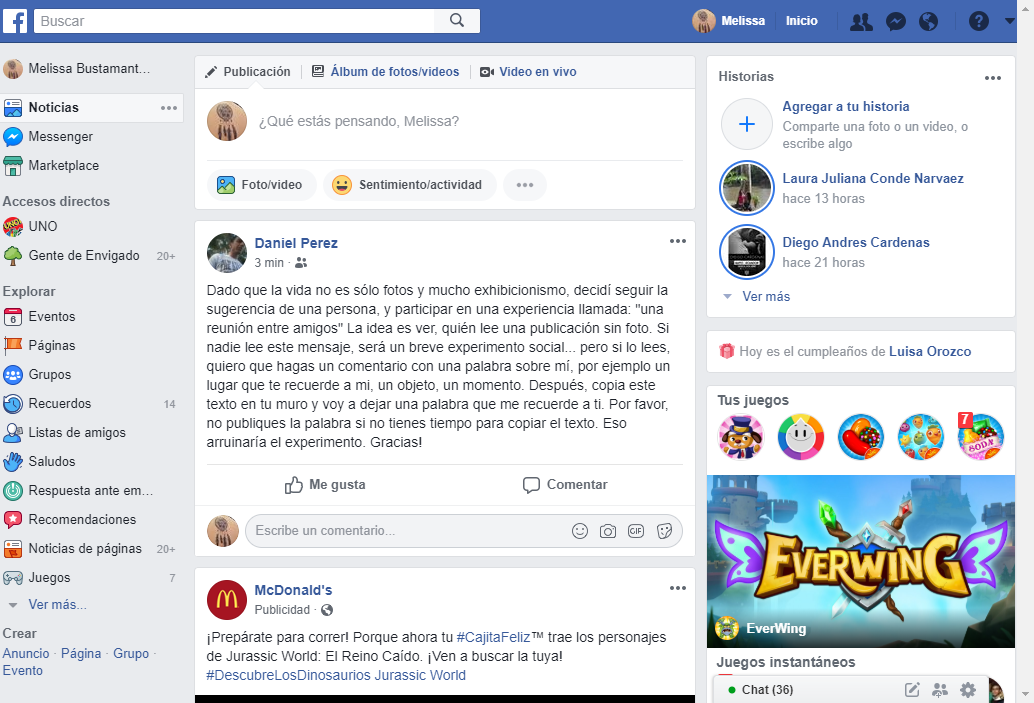 Buscar
Melissa
Inicio
Melissa Bustamant...
Noticias
Messenger
Marketplace
Accesos directos
UNO
Gente de Envigado 20+
Explorar
Eventos
6
Páginas
Grupos
Recuerdos 14
Listas de amigos
Saludos
Respuesta ante em...
Recomendaciones
Noticias de páginas 20+
Juegos 7
Ver más...
Crear
Anuncio · Página · Grupo ·
Evento
Publicación
Álbum de fotos/videos
Video en vivo
¿Qué estás pensando, Melissa?
Foto/video
Sentimiento/actividad
Daniel Perez
3 min ·
Dado que la vida no es sólo fotos y mucho exhibicionismo, decidí seguir la
sugerencia de una persona, y participar en una experiencia llamada: "una
reunión entre amigos" La idea es ver, quién lee una publicación sin foto. Si
nadie lee este mensaje, será un breve experimento social... pero si lo lees,
quiero que hagas un comentario con una palabra sobre mí, por ejemplo un
lugar que te recuerde a mi, un objeto, un momento. Después, copia este
texto en tu muro y voy a dejar una palabra que me recuerde a ti. Por favor,
no publiques la palabra si no tienes tiempo para copiar el texto. Eso
arruinaría el experimento. Gracias!
Me gusta
Comentar
Escribe un comentario...
GIF
McDonald's
Publicidad ·
¡Prepárate para correr! Porque ahora tu #CajitaFeliz™ trae los personajes
de Jurassic World: El Reino Caído. ¡Ven a buscar la tuya!
#DescubreLosDinosaurios Jurassic World
Historias
Agregar a tu historia
Comparte una foto o un video, o
escribe algo
Laura Juliana Conde Narvaez
hace 13 horas
Diego Andres Cardenas
hace 21 horas
Ver más
Hoy es el cumpleaños de Luisa Orozco
Tus juegos
7
SODA
EVERWING
EverWing
Juegos instantáneos
Chat (36)